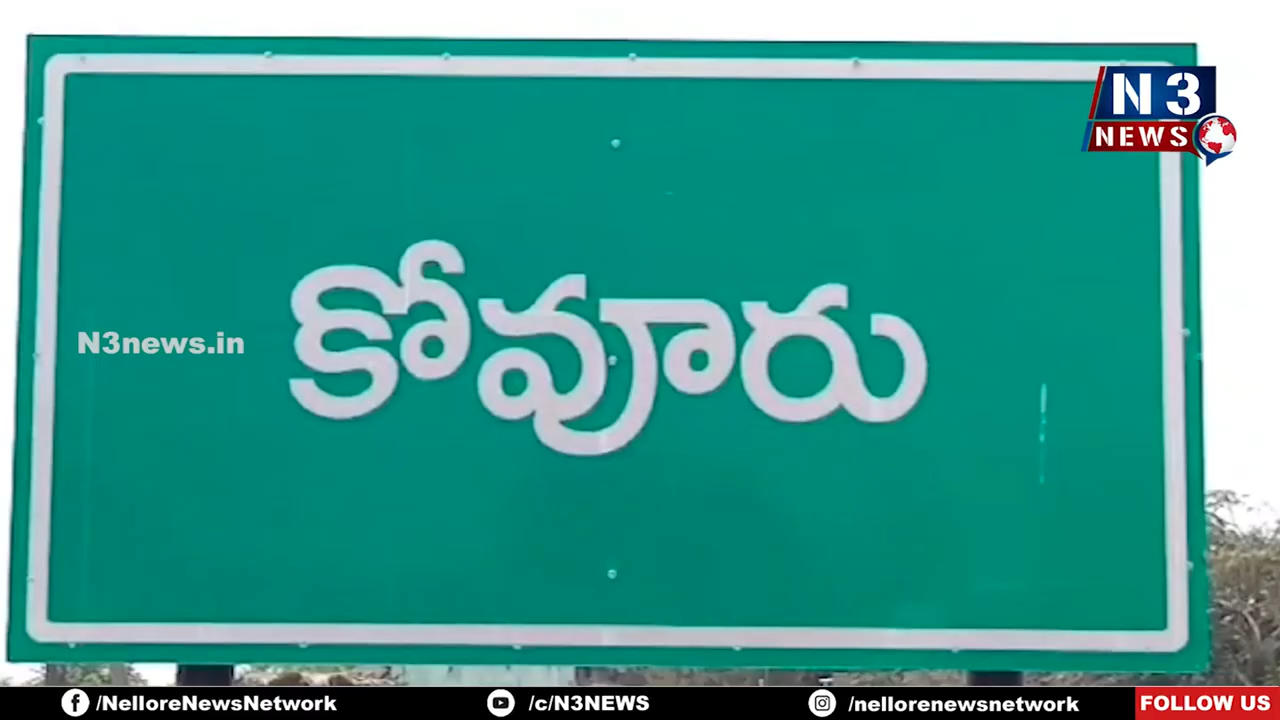 N3
NEWS
కోవూరు
N3news.in
/NelloreNewsNetwork
/c/N3NEWS
/nellorenewsnetwork
FOLLOW US